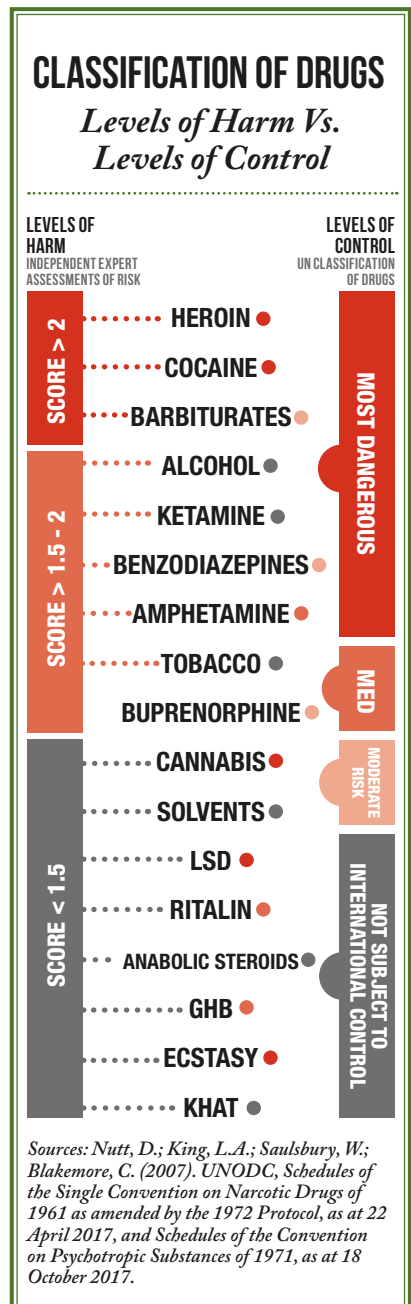 CLASSIFICATION OF DRUGS
Levels of Harm Vs.
Levels of Control
LEVELS OF
HARM
INDEPENDENT EXPERT
ASSESSMENTS OF RISK
LEVELS OF
CONTROL
UN CLASSIFICATION
OF DRUGS
SCORE > 2
HEROIN
COCAINE
BARBITURATES
SCORE > 1.5 - 2
ALCOHOL
KETAMINE
BENZODIAZEPINES
AMPHETAMINE
TOBACCO
BUPRENORPHINE
SCORE < 1.5
CANNABIS
SOLVENTS
LSD
RITALIN
ANABOLIC STEROIDS
GHB
ECSTASY
KHAT
MOST DANGEROUS
MED
MODERATE
RISK
NOT SUBJECT TO
INTERNATIONAL CONTROL
Sources: Nutt, D.; King, L.A.; Saulsbury, W.;
Blakemore, C. (2007). UNODC, Schedules of
the Single Convention on Narcotic Drugs of
1961 as amended by the 1972 Protocol, as at 22
April 2017, and Schedules of the Convention
on Psychotropic Substances of 1971, as at 18
October 2017.